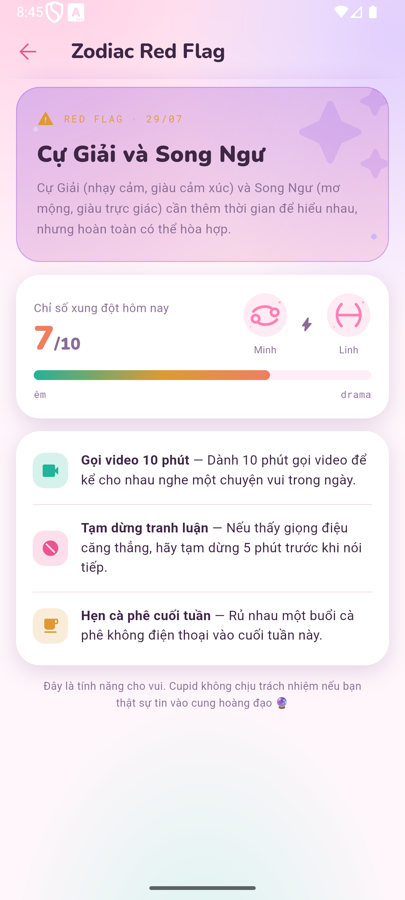 8:45
Zodiac Red Flag
RED FLAG · 29/07
Cự Giải và Song Ngư
Cự Giải (nhạy cảm, giàu cảm xúc) và Song Ngư (mơ
mộng, giàu trực giác) cần thêm thời gian để hiểu nhau,
nhưng hoàn toàn có thể hòa hợp.
Chỉ số xung đột hôm nay
7/10
Minh
Linh
êm
drama
Gọi video 10 phút — Dành 10 phút gọi video để
kể cho nhau nghe một chuyện vui trong ngày.
Tạm dừng tranh luận — Nếu thấy giọng điệu
căng thẳng, hãy tạm dừng 5 phút trước khi nói
tiếp.
Hẹn cà phê cuối tuần — Rủ nhau một buổi cà
phê không điện thoại vào cuối tuần này.
Đây là tính năng cho vui. Cupid không chịu trách nhiệm nếu bạn
thật sự tin vào cung hoàng đạo 🔮